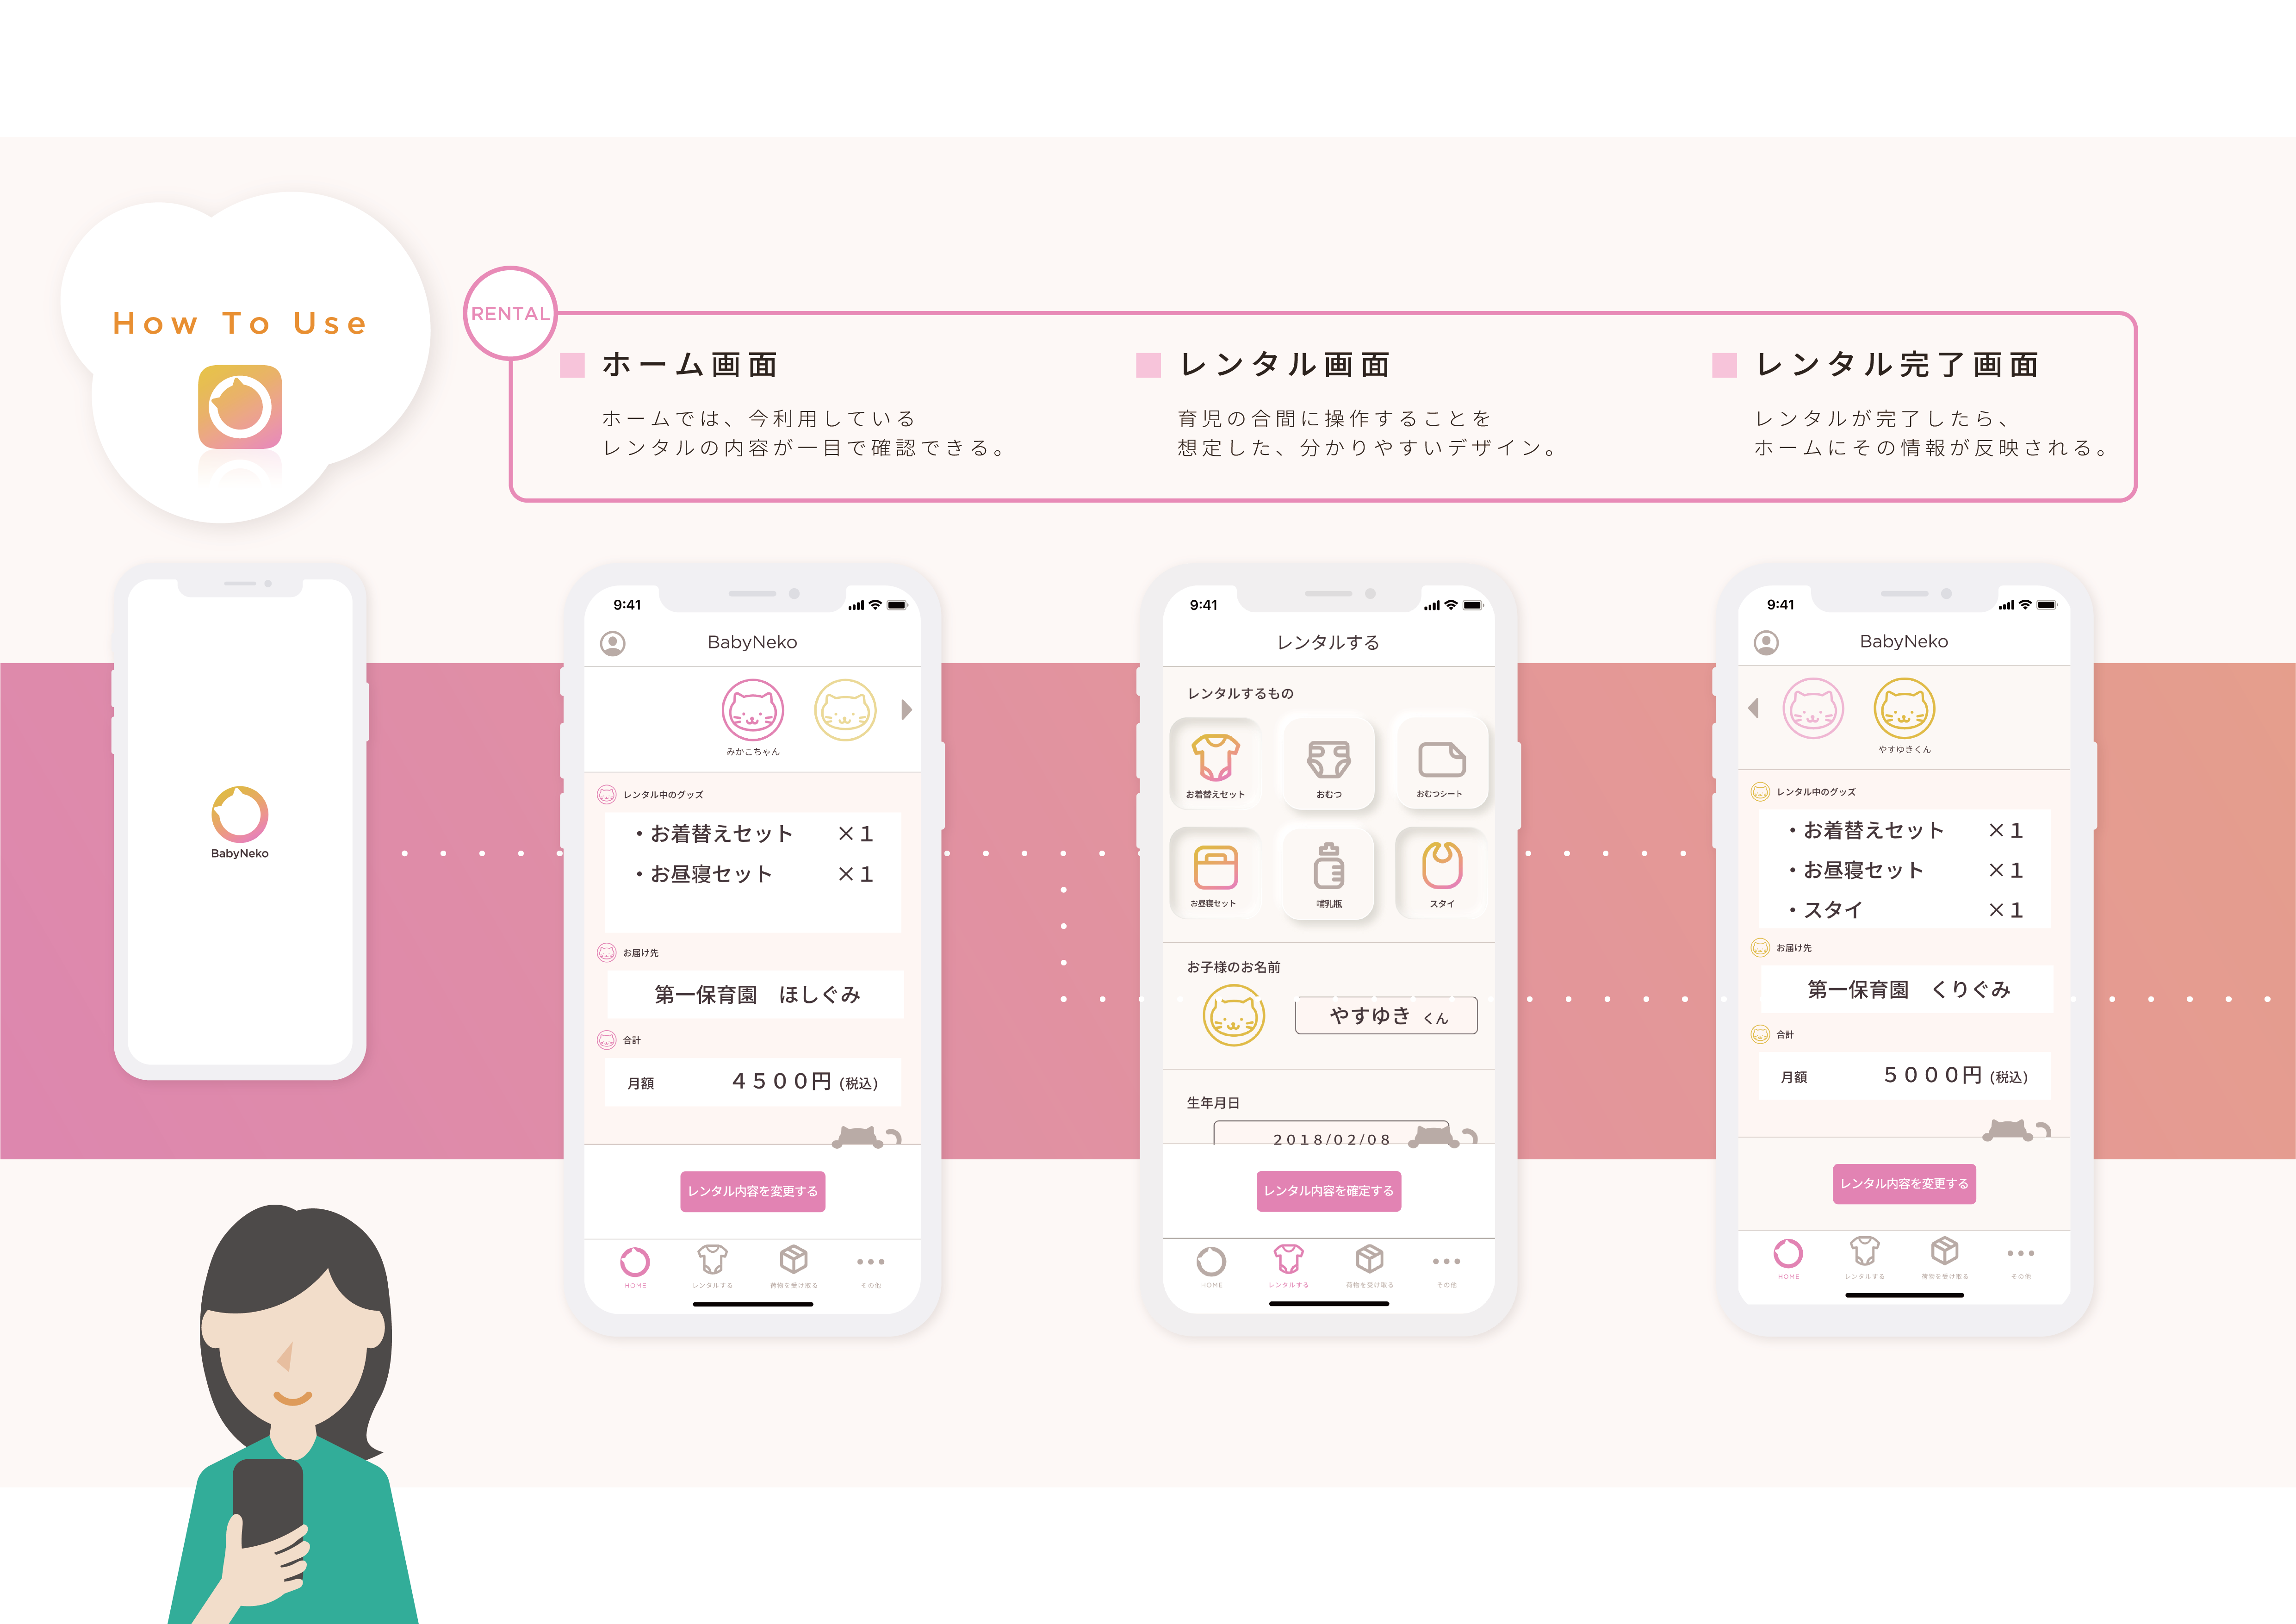 How To Use
RENTAL
ホーム画面
ホームでは、今利用している
レンタルの内容が一目で確認できる。
レンタル画面
育児の合間に操作することを
想定した、分かりやすいデザイン。
レンタル完了画面
レンタルが完了したら、
ホームにその情報が反映される。
BabyNeko
9:41
BabyNeko
みかこちゃん
レンタル中のグッズ
・お着替えセット ×1
・お昼寝セット ×1
お届け先
第一保育園 ほしぐみ
合計
月額 4500円 (税込)
レンタル内容を変更する
HOME レンタルする 荷物を受け取る その他
9:41
レンタルする
レンタルするもの
お着替えセット おむつ おむつシート
お昼寝セット 哺乳瓶 スタイ
お子様のお名前
やすゆき くん
生年月日
2018/02/08
レンタル内容を確定する
HOME レンタルする 荷物を受け取る その他
9:41
BabyNeko
やすゆきくん
レンタル中のグッズ
・お着替えセット ×1
・お昼寝セット ×1
・スタイ ×1
お届け先
第一保育園 くりぐみ
合計
月額 5000円 (税込)
レンタル内容を変更する
HOME レンタルする 荷物を受け取る その他